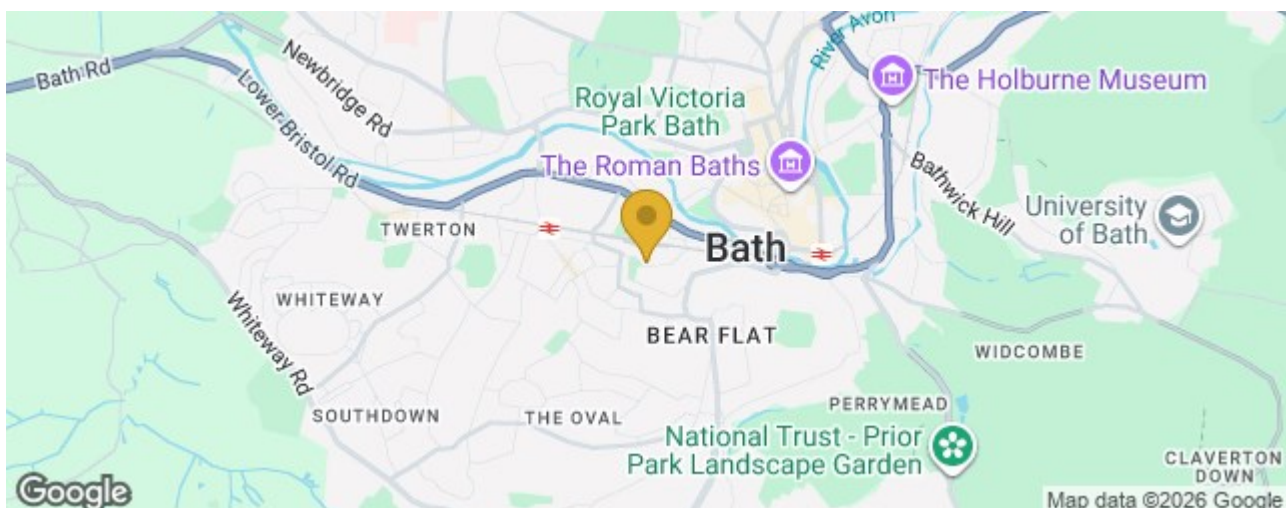 River Avon
Bath Rd
Newbridge Rd
The Holburne Museum
Royal Victoria
Park Bath
Lower Bristol Rd
The Roman Baths
Bathwick Hill
University
of Bath
TWERTON
Bath
WHITEWAY
Whiteway Rd
BEAR FLAT
WIDCOMBE
SOUTHDOWN
THE OVAL
PERRYMEAD
National Trust - Prior
Park Landscape Garden
CLAVERTON
DOWN
Google
Map data ©2026 Google